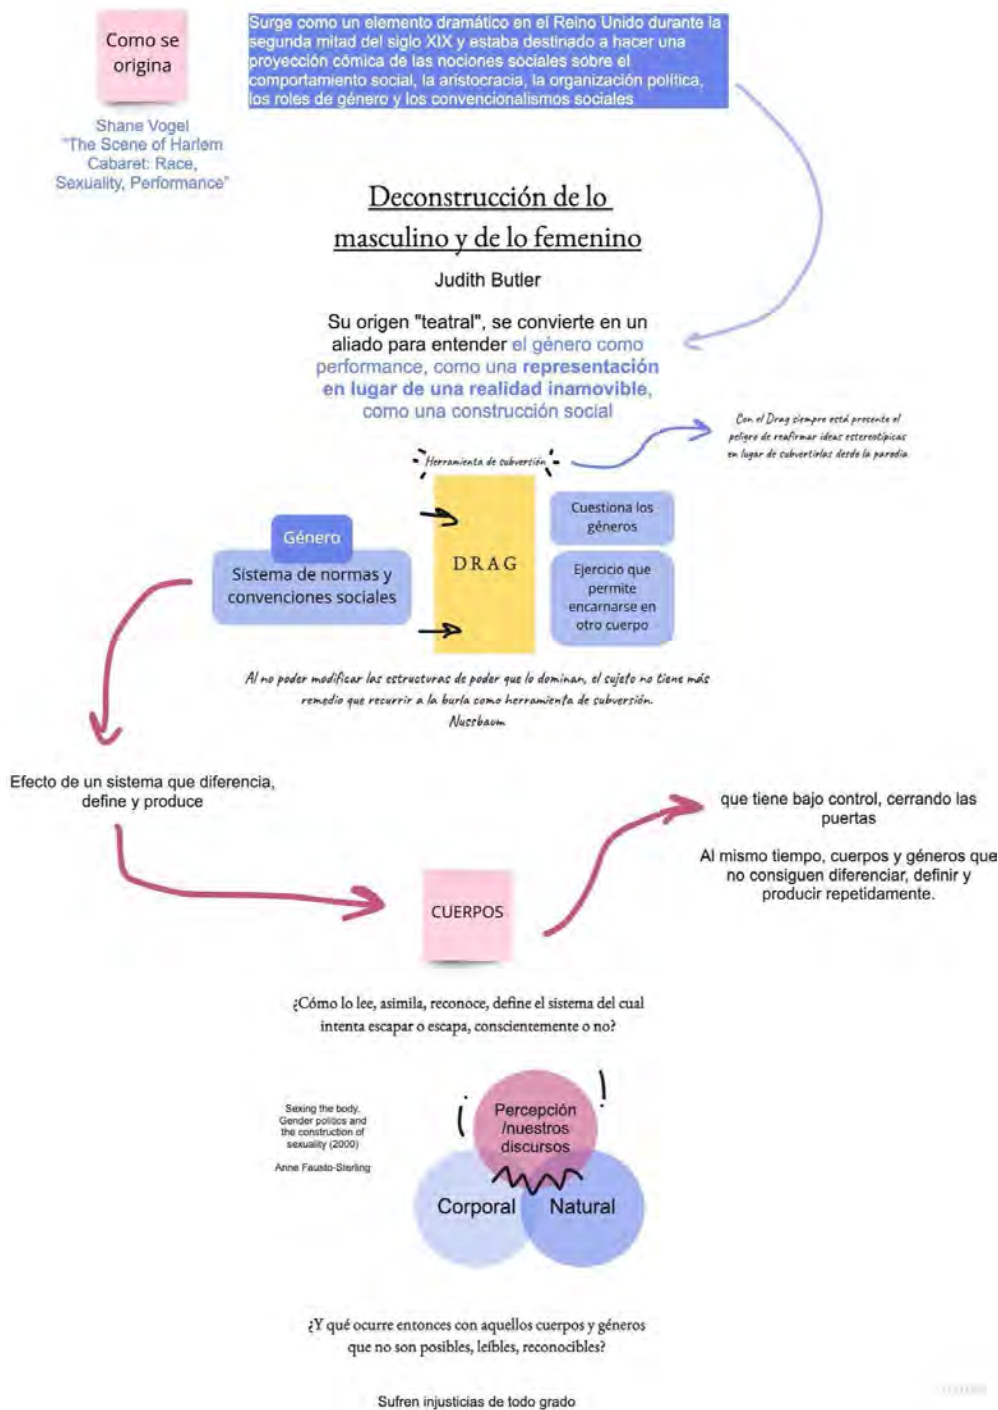 Como se
origina
Surge como un elemento dramático en el Reino Unido durante la
segunda mitad del siglo XIX y estaba destinado a hacer una
proyección cómica de las nociones sociales sobre el
comportamiento social, la aristocracia, la organización política,
los roles de género y los convencionalismos sociales
Shane Vogel
"The Scene of Harlem
Cabaret: Race,
Sexuality, Performance"
Deconstrucción de lo
masculino y de lo femenino
Judith Butler
Su origen "teatral", se convierte en un
aliado para entender el género como
performance, como una representación
en lugar de una realidad inamovible,
como una construcción social
Con el Drag siempre está presente el
peligro de reafirmar ideas estereotípicas
en lugar de subvertirlas desde la parodia
Herramienta de subversión
Género
Sistema de normas y
convenciones sociales
DRAG
Cuestiona los
géneros
Ejercicio que
permite
encarnarse en
otro cuerpo
Al no poder modificar las estructuras de poder que lo dominan, el sujeto no tiene más
remedio que recurrir a la burla como herramienta de subversión.
Nussbaum
Efecto de un sistema que diferencia,
define y produce
CUERPOS
que tiene bajo control, cerrando las
puertas
Al mismo tiempo, cuerpos y géneros que
no consiguen diferenciar, definir y
producir repetidamente.
¿Cómo lo lee, asimila, reconoce, define el sistema del cual
intenta escapar o escapa, conscientemente o no?
Sexing the body.
Gender politics and
the construction of
sexuality (2000)
Anne Fausto-Sterling
Percepción
/nuestros
discursos
Corporal
Natural
¿Y qué ocurre entonces con aquellos cuerpos y géneros
que no son posibles, leíbles, reconocibles?
Sufren injusticias de todo grado